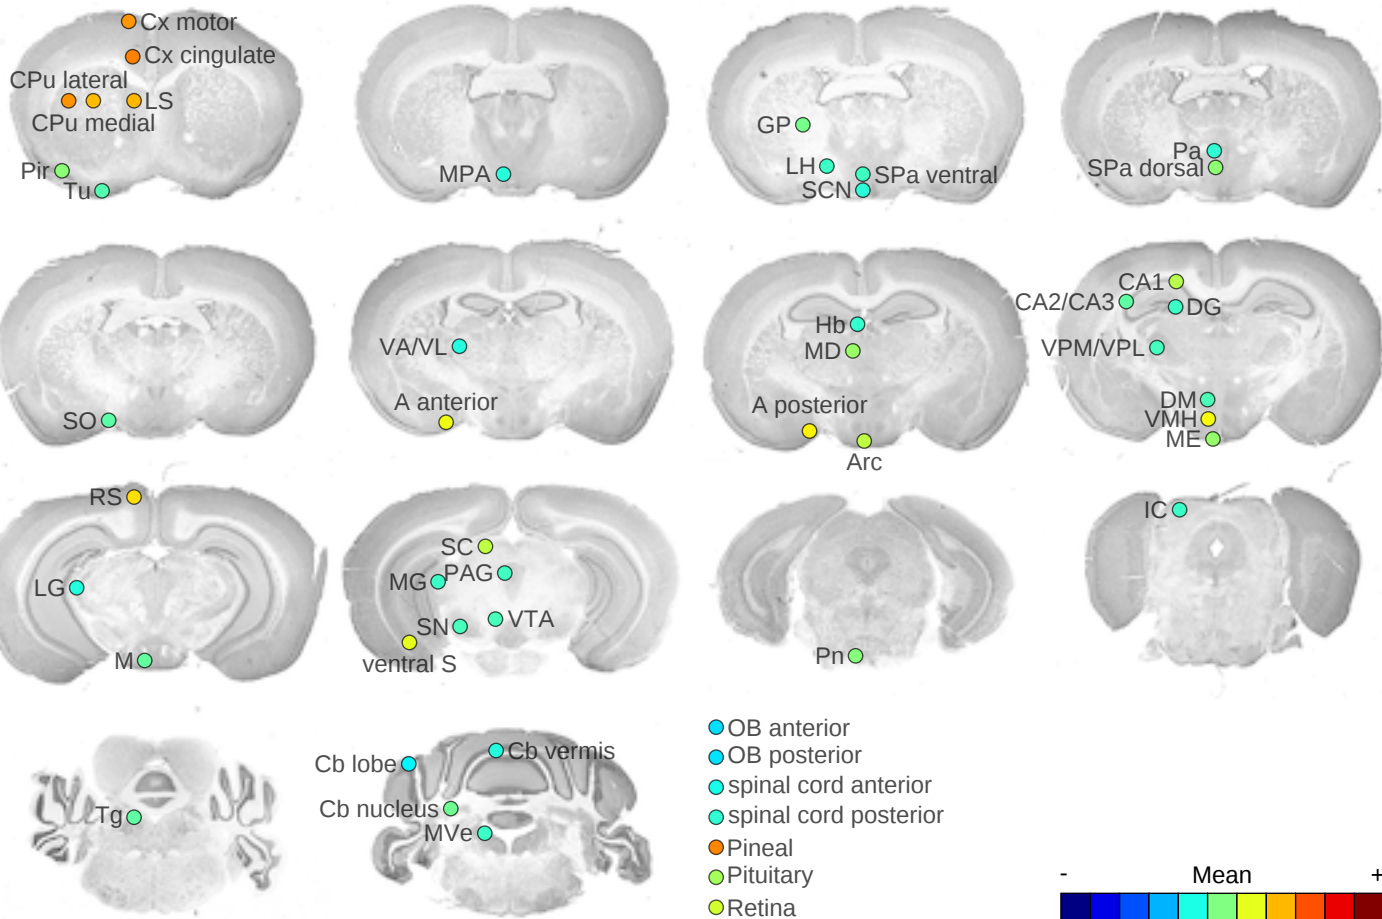 Cx motor
Cx cingulate
CPu lateral
LS
CPu medial
Pir
Tu
MPA
GP
LH
SPa ventral
SCN
Pa
SPa dorsal
SO
VA/VL
A anterior
Hb
MD
A posterior
Arc
CA1
CA2/CA3
DG
VPM/VPL
DM
VMH
ME
RS
LG
M
SC
MG
PAG
SN
VTA
ventral S
Pn
IC
Tg
Cb lobe
Cb vermis
Cb nucleus
MVe
OB anterior
OB posterior
spinal cord anterior
spinal cord posterior
Pineal
Pituitary
Retina
- Mean +